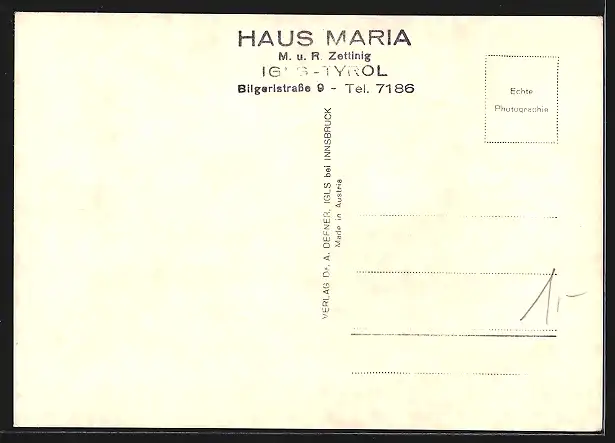 HAUS MARIA
M. u. R. Zettinig
IGLS-TYROL
Bilgeristraße 9 - Tel. 7186
Echte
Photographie
VERLAG Dr. A. DEFNER, IGLS bei INNSBRUCK
Made in Austria
1,-